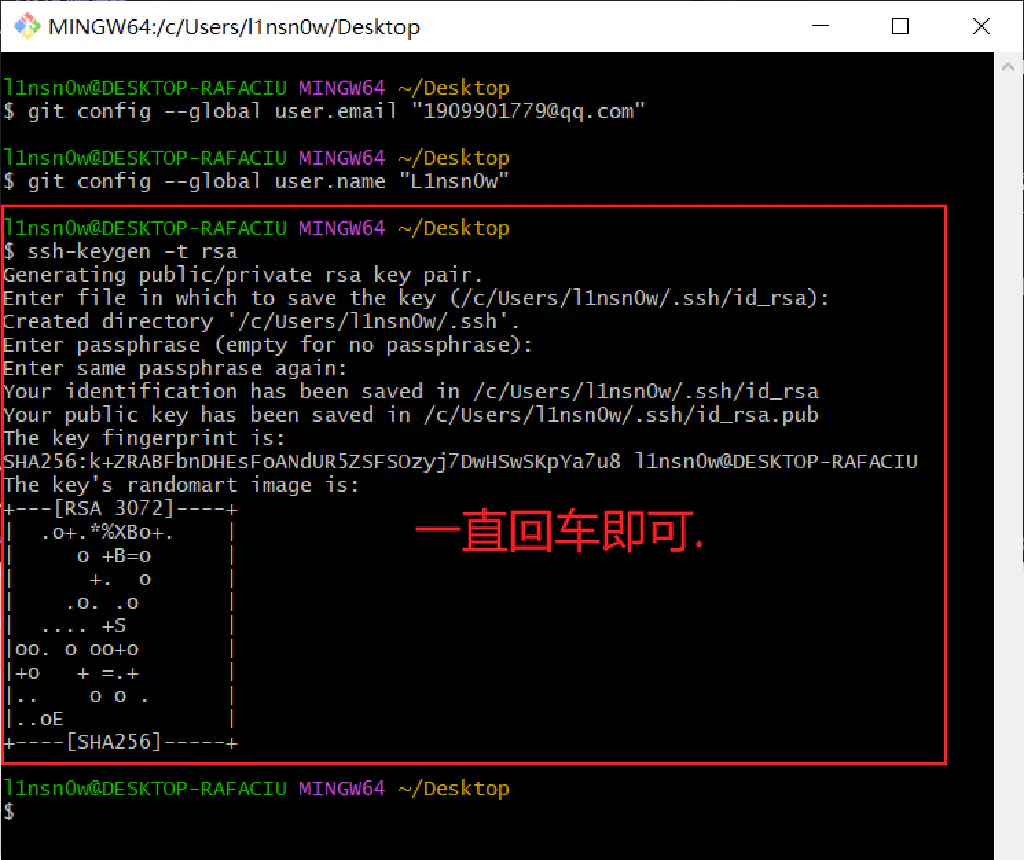 MINGW64:/c/Users/l1nsn0w/Desktop
l1nsn0w@DESKTOP-RAFACIU MINGW64 ~/Desktop
$ git config --global user.email "1909901779@qq.com"
l1nsn0w@DESKTOP-RAFACIU MINGW64 ~/Desktop
$ git config --global user.name "L1nsn0w"
l1nsn0w@DESKTOP-RAFACIU MINGW64 ~/Desktop
$ ssh-keygen -t rsa
Generating public/private rsa key pair.
Enter file in which to save the key (/c/Users/l1nsn0w/.ssh/id_rsa):
Created directory '/c/Users/l1nsn0w/.ssh'.
Enter passphrase (empty for no passphrase):
Enter same passphrase again:
Your identification has been saved in /c/Users/l1nsn0w/.ssh/id_rsa
Your public key has been saved in /c/Users/l1nsn0w/.ssh/id_rsa.pub
The key fingerprint is:
SHA256:k+ZRABFbnDHEsFoANdUR5ZSFSOzyj7DwHSwSKpYa7u8 l1nsn0w@DESKTOP-RAFACIU
The key's randomart image is:
+---[RSA 3072]----+
|  .o+.*%XBo+.    |
|     o +B=o      |
|      +.  o      |
|    .o. .o       |
|  .... +S        |
|oo. o oo+o       |
|+o   + =.+       |
|..    o o .      |
|..oE             |
+----[SHA256]-----+
一直回车即可.
l1nsn0w@DESKTOP-RAFACIU MINGW64 ~/Desktop
$